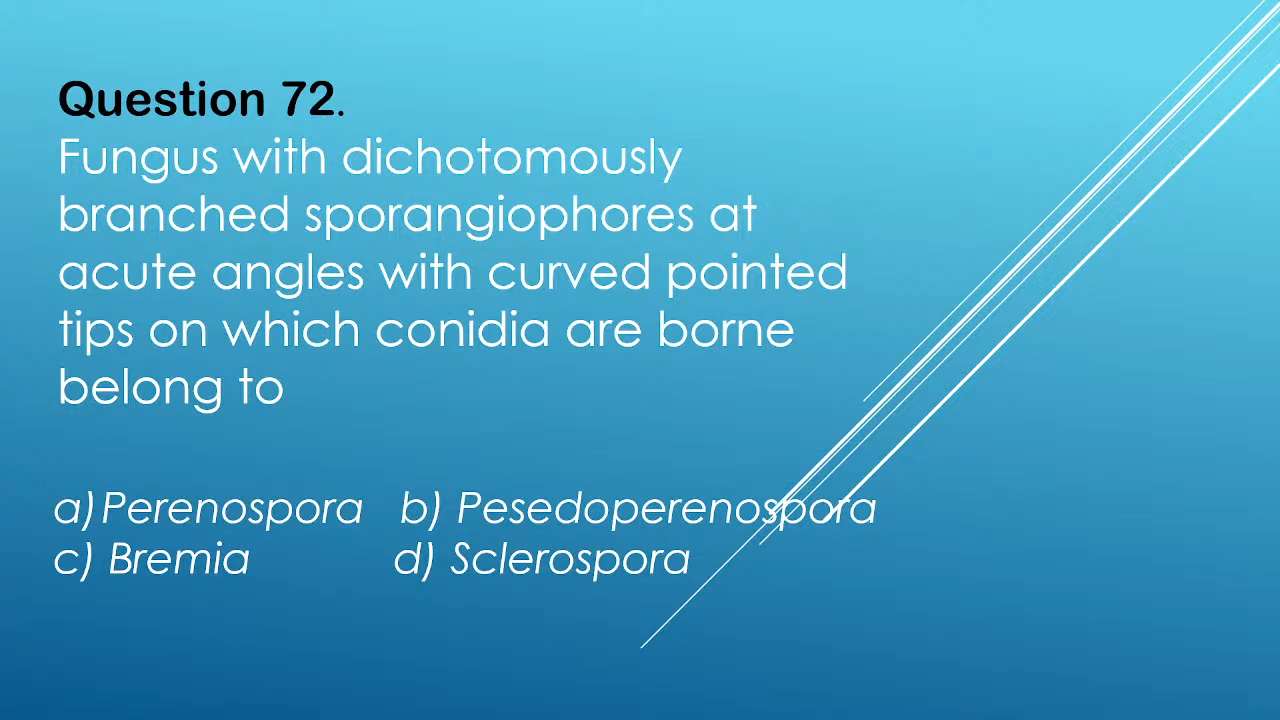 Question 72.
Fungus with dichotomously
branched sporangiophores at
acute angles with curved pointed
tips on which conidia are borne
belong to
a) Perenospora b) Pesedoperenospora
c) Bremia d) Sclerospora